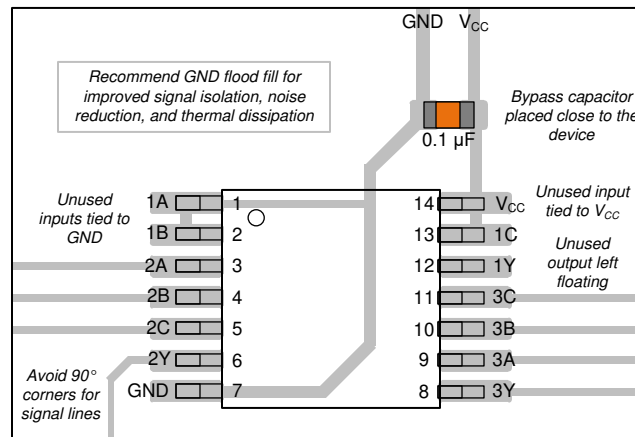 GND VCC
Recommend GND flood fill for
improved signal isolation, noise
reduction, and thermal dissipation
Bypass capacitor
placed close to the
device
0.1 µF
Unused
inputs tied to
GND
1A 1
1B 2
2A 3
2B 4
2C 5
2Y 6
GND 7
Avoid 90°
corners for
signal lines
14 VCC
13 1C
12 1Y
11 3C
10 3B
9 3A
8 3Y
Unused input
tied to VCC
Unused
output left
floating